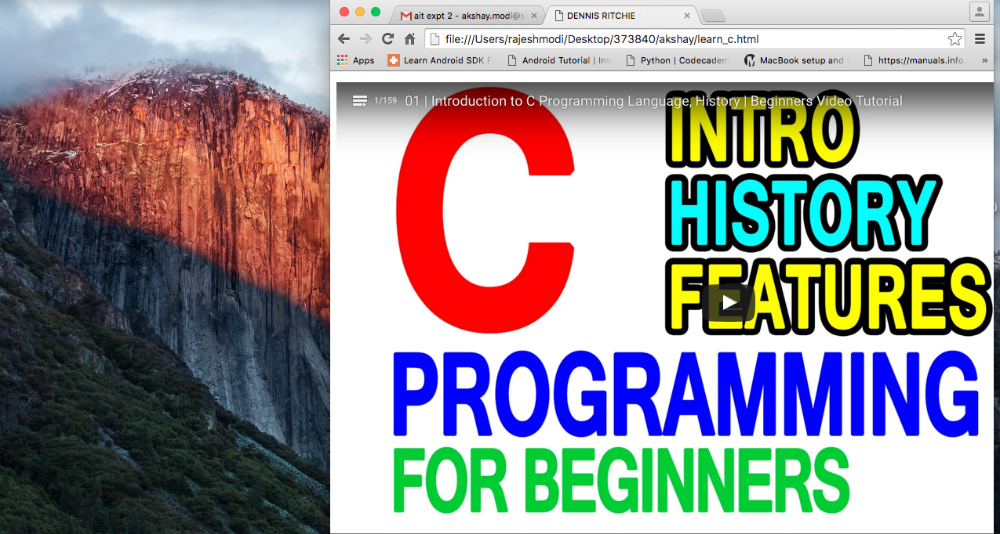 ait expt 2 - akshay.modi@s
DENNIS RITCHIE
file:///Users/rajeshmodi/Desktop/373840/akshay/learn_c.html
Apps Learn Android SDK F Android Tutorial | Int Python | Codecadem MacBook setup and https://manuals.info. »
1/159 01 | Introduction to C Programming Language, History | Beginners Video Tutorial
C
INTRO
HISTORY
FEATURES
PROGRAMMING
FOR BEGINNERS